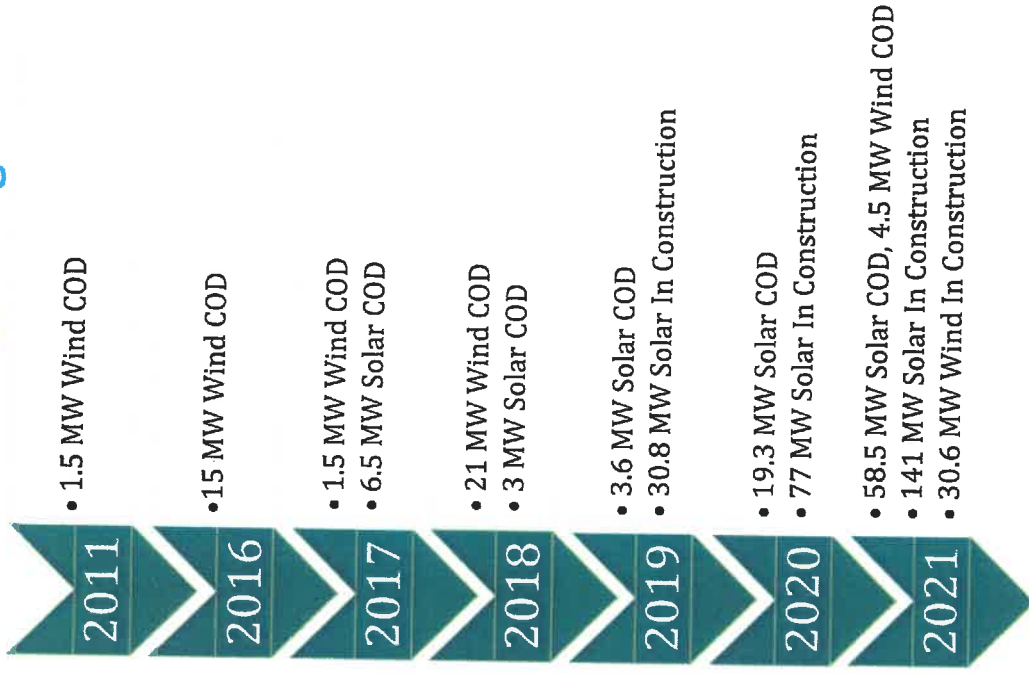 2011
• 1.5 MW Wind COD
2016
•15 MW Wind COD
2017
• 1.5 MW Wind COD
• 6.5 MW Solar COD
2018
• 21 MW Wind COD
• 3 MW Solar COD
2019
• 3.6 MW Solar COD
• 30.8 MW Solar In Construction
2020
• 19.3 MW Solar COD
• 77 MW Solar In Construction
2021
• 58.5 MW Solar COD, 4.5 MW Wind COD
• 141 MW Solar In Construction
• 30.6 MW Wind In Construction